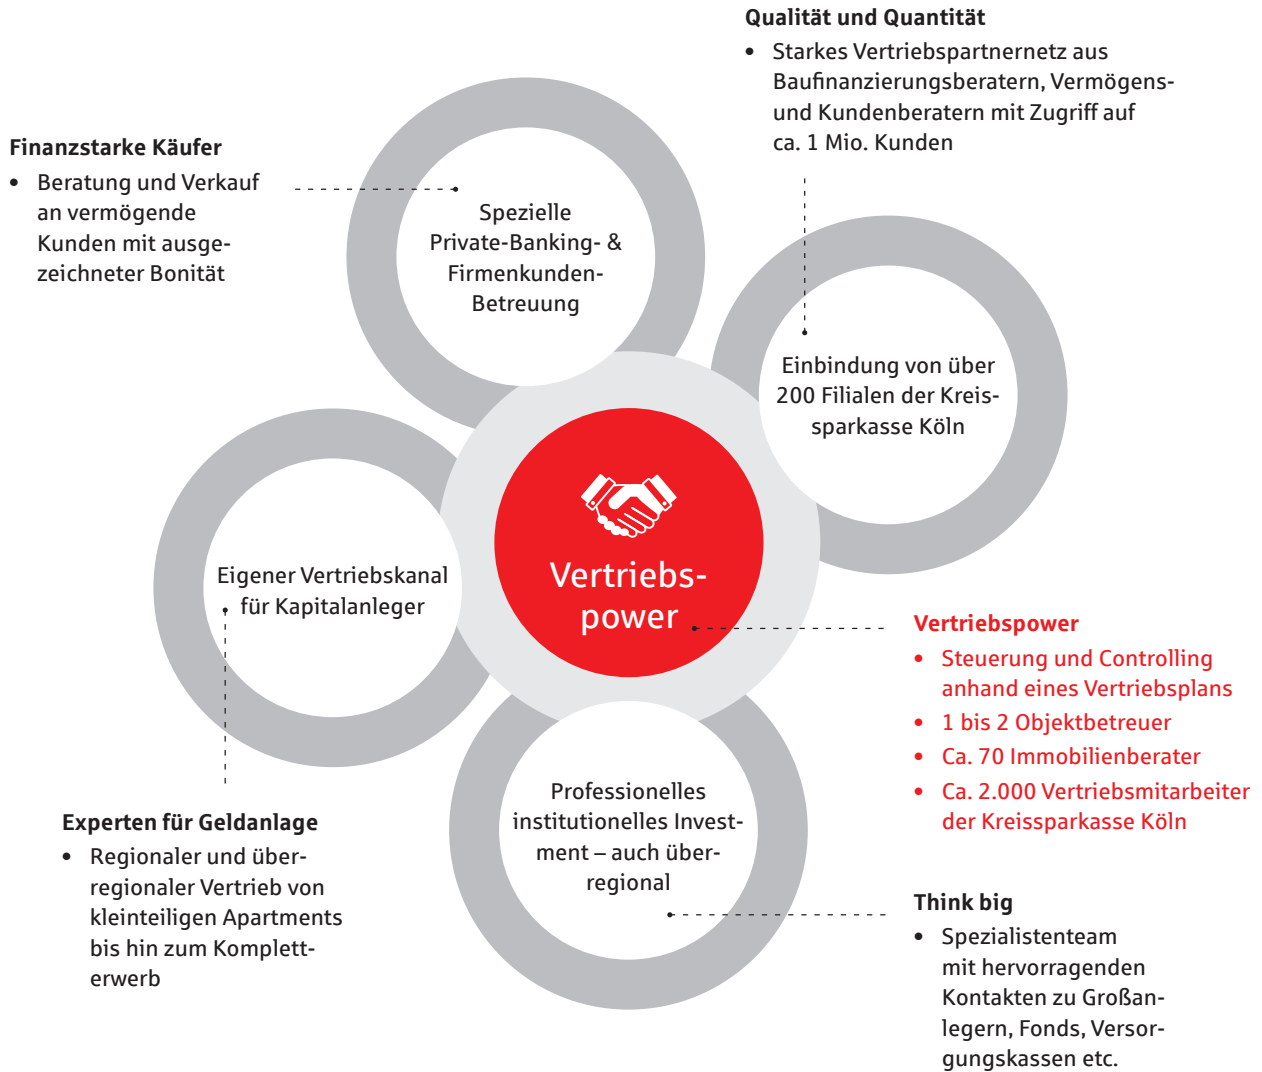 Qualität und Quantität
• Starkes Vertriebspartnernetz aus
Baufinanzierungsberatern, Vermögens-
und Kundenberatern mit Zugriff auf
ca. 1 Mio. Kunden
Finanzstarke Käufer
• Beratung und Verkauf
an vermögende
Kunden mit ausge-
zeichneter Bonität
Spezielle
Private-Banking- &
Firmenkunden-
Betreuung
Einbindung von über
200 Filialen der Kreis-
sparkasse Köln
Eigener Vertriebskanal
für Kapitalanleger
Vertriebs-
power
Vertriebspower
• Steuerung und Controlling
anhand eines Vertriebsplans
• 1 bis 2 Objektbetreuer
• Ca. 70 Immobilienberater
• Ca. 2.000 Vertriebsmitarbeiter
der Kreissparkasse Köln
Experten für Geldanlage
• Regionaler und über-
regionaler Vertrieb von
kleinteiligen Apartments
bis hin zum Komplett-
erwerb
Professionelles
institutionelles Invest-
ment – auch über-
regional
Think big
• Spezialistenteam
mit hervorragenden
Kontakten zu Großan-
legern, Fonds, Versor-
gungskassen etc.